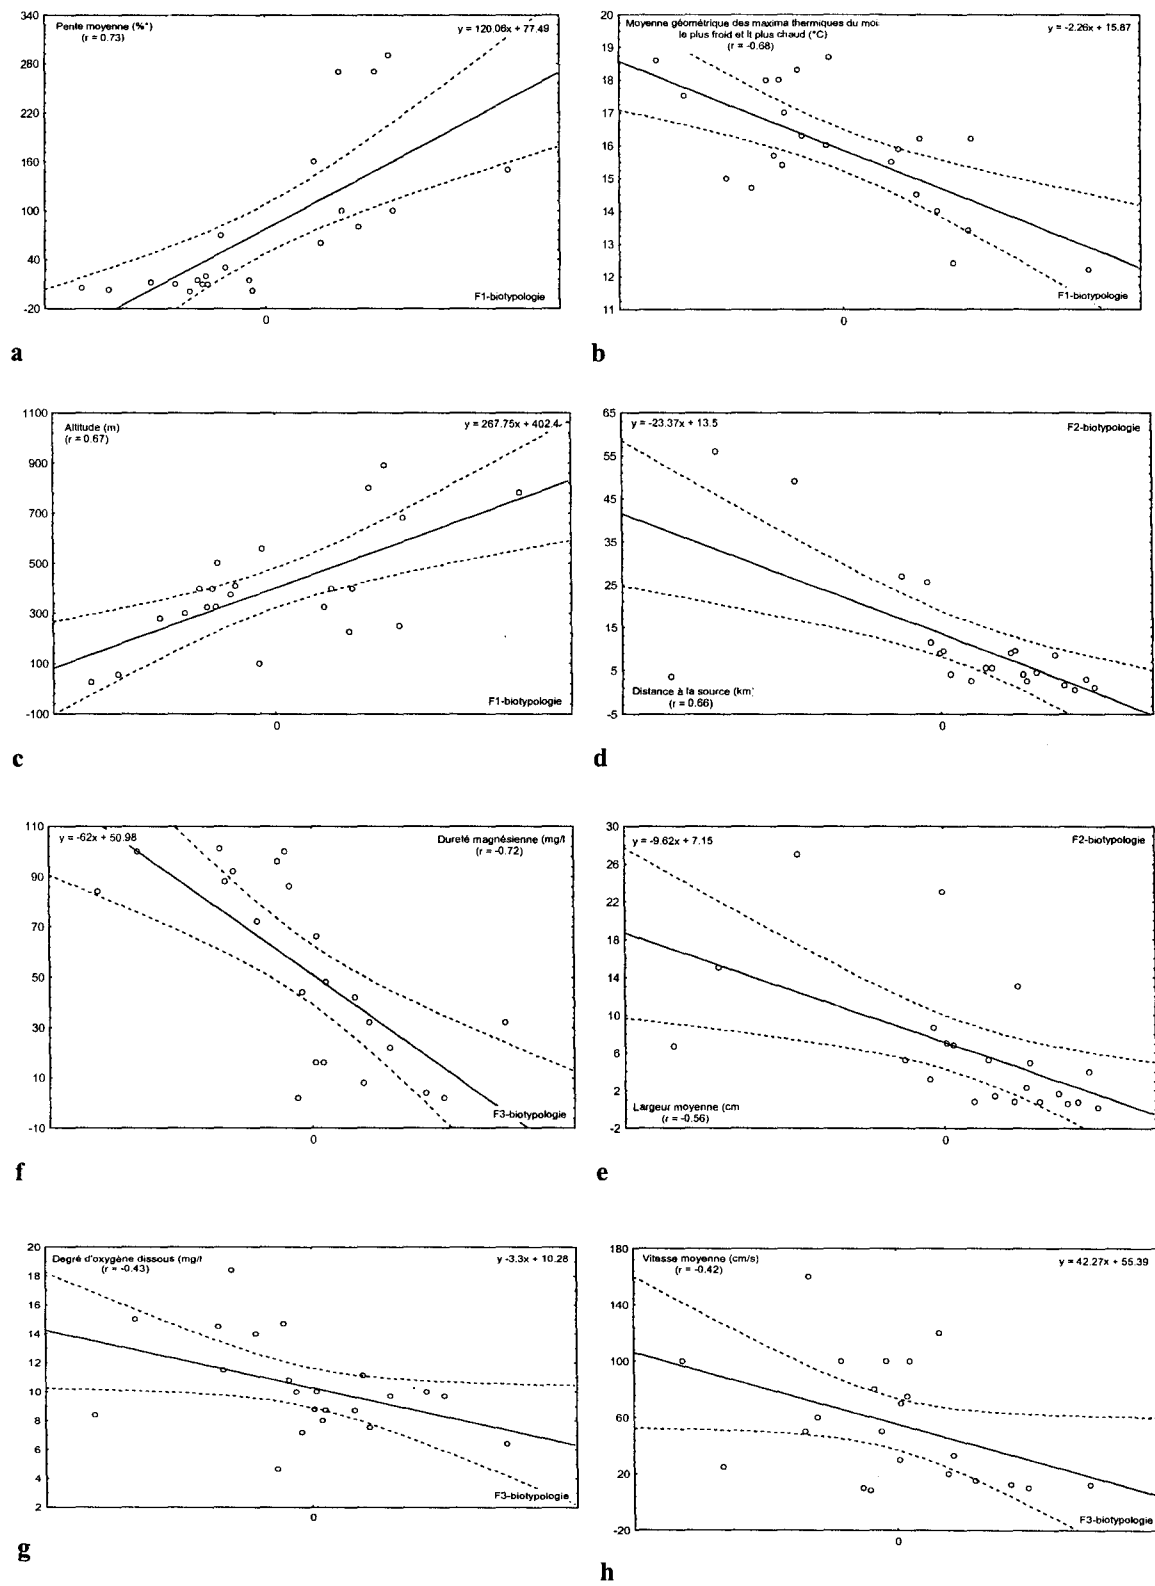 340
280
220
160
100
40
-20
Pente moyenne (%°)
(r = 0.73)
y = 120.06x + 77.49
F1-biotypologie
0
a
20
19
18
17
16
15
14
13
12
11
Moyenne géométrique des maxima thermiques du moi
le plus froid et lt plus chaud (°C)
(r = -0.68)
y = -2.26x + 15.87
F1-biotypologie
0
b
1100
900
700
500
300
100
-100
Altitude (m)
(r = 0.67)
y = 267.75x + 402.4
F1-biotypologie
0
c
65
55
45
35
25
15
5
-5
y = -23.37x + 13.5
F2-biotypologie
Distance à la source (km
(r = 0.66)
0
d
110
90
70
50
30
10
-10
y = -62x + 50.98
Dureté magnésienne (mg/l
(r = -0.72)
F3-biotypologie
0
f
30
26
22
18
14
10
6
2
-2
y = -9.62x + 7.15
F2-biotypologie
Largeur moyenne (cm
(r = -0.56)
0
e
20
18
16
14
12
10
8
6
4
2
Degré d'oxygène dissous (mg/l
(r = -0.43)
y -3.3x + 10.28
F3-biotypologie
0
g
180
140
100
60
20
-20
Vitesse moyenne (cm/s)
(r = -0.42)
y = 42.27x + 55.39
F3-biotypologie
0
h